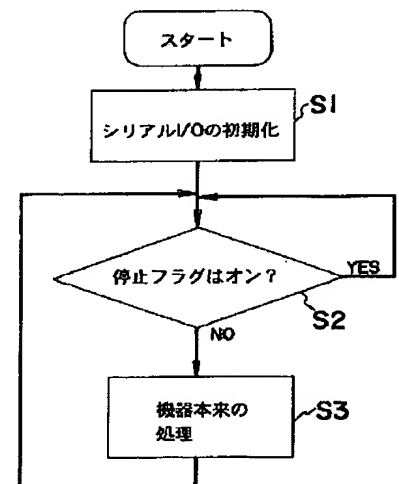 スタート
シリアルI/Oの初期化
S1
停止フラグはオン?
YES
S2
NO
機器本来の
処理
S3